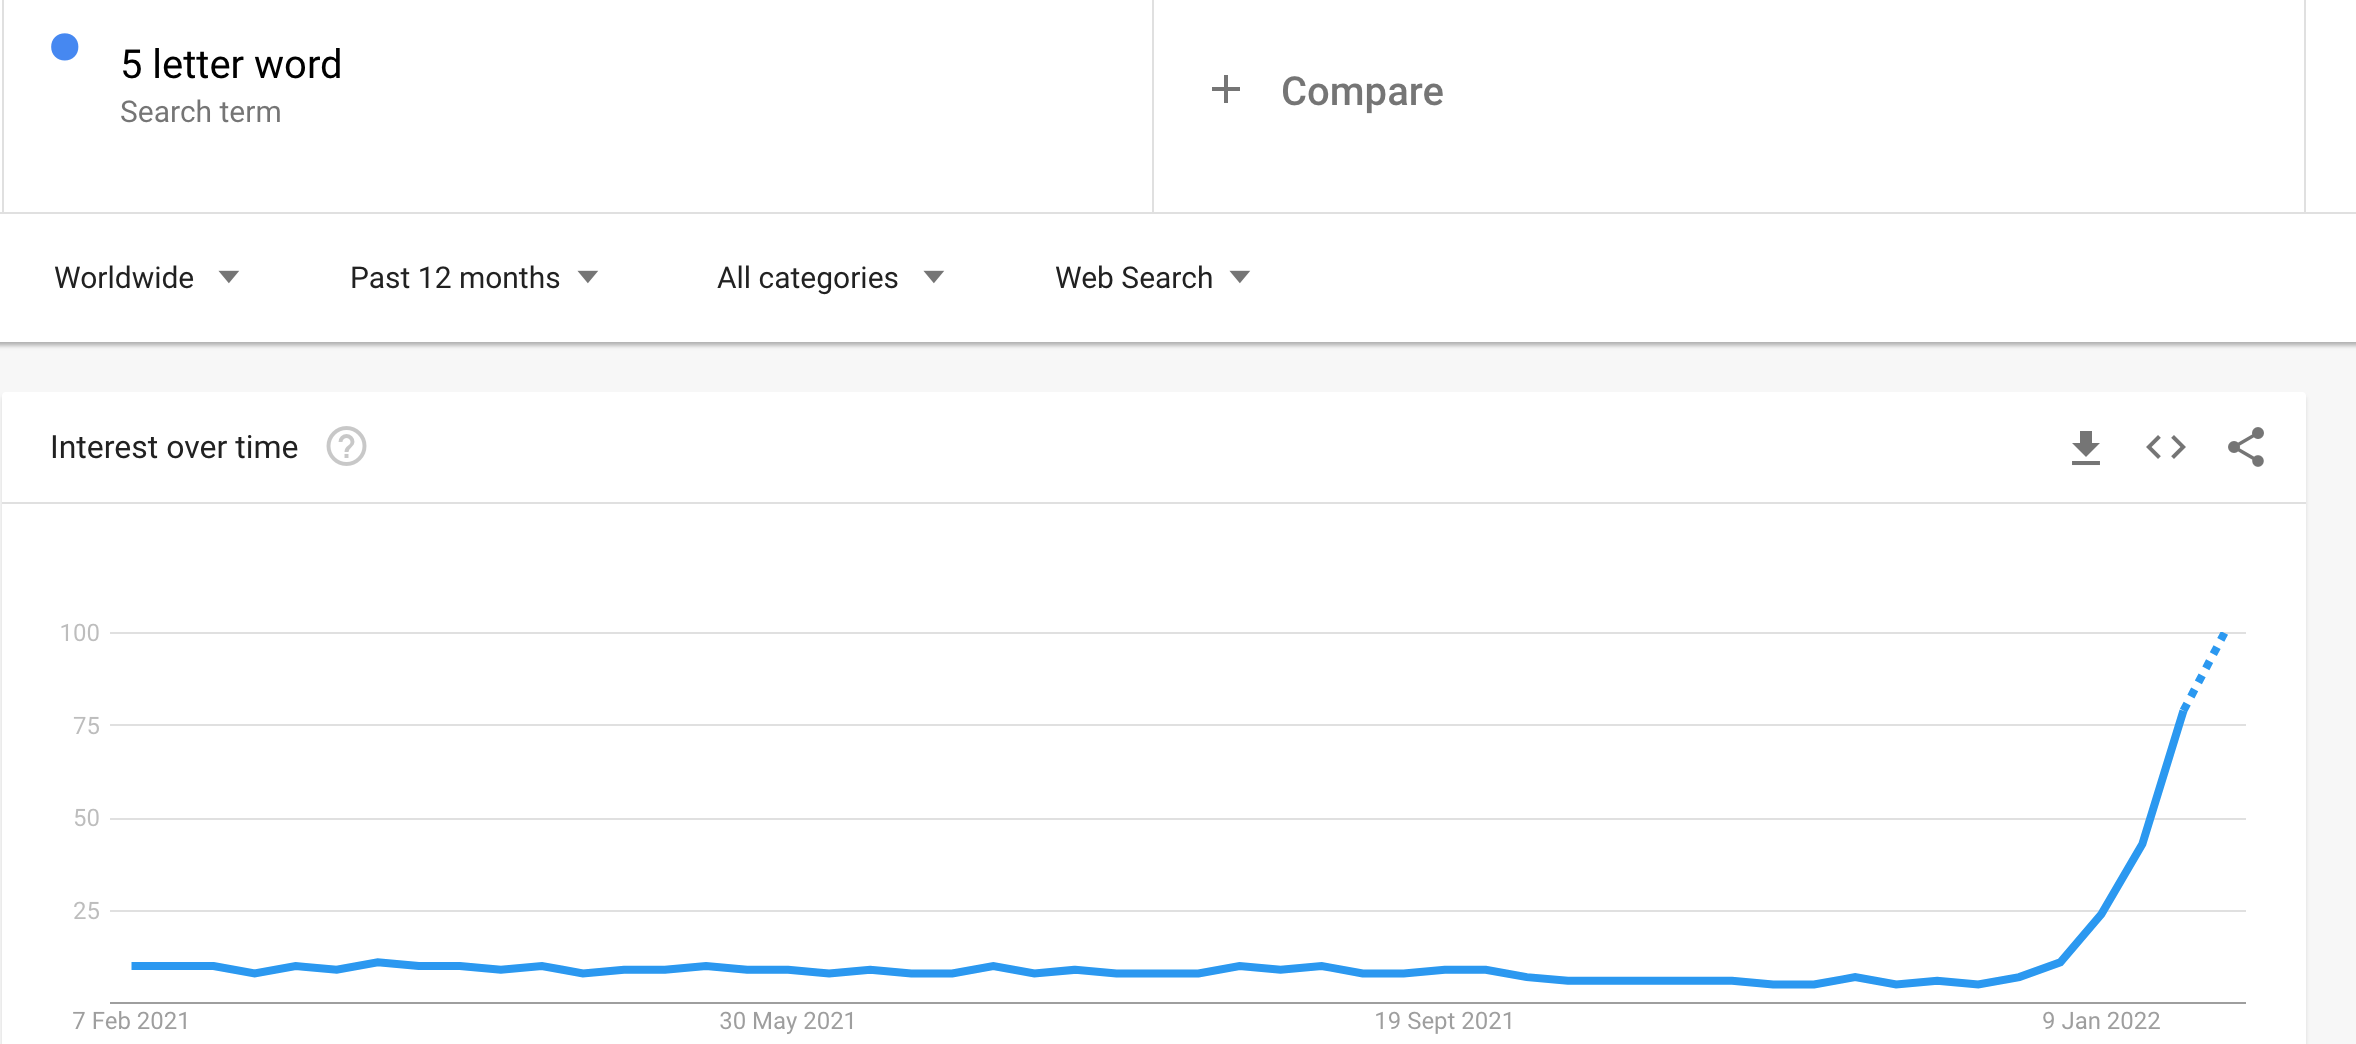 5 letter word
Search term
+ Compare
Worldwide Past 12 months All categories Web Search
Interest over time ?
100
75
50
25
7 Feb 2021 30 May 2021 19 Sept 2021 9 Jan 2022